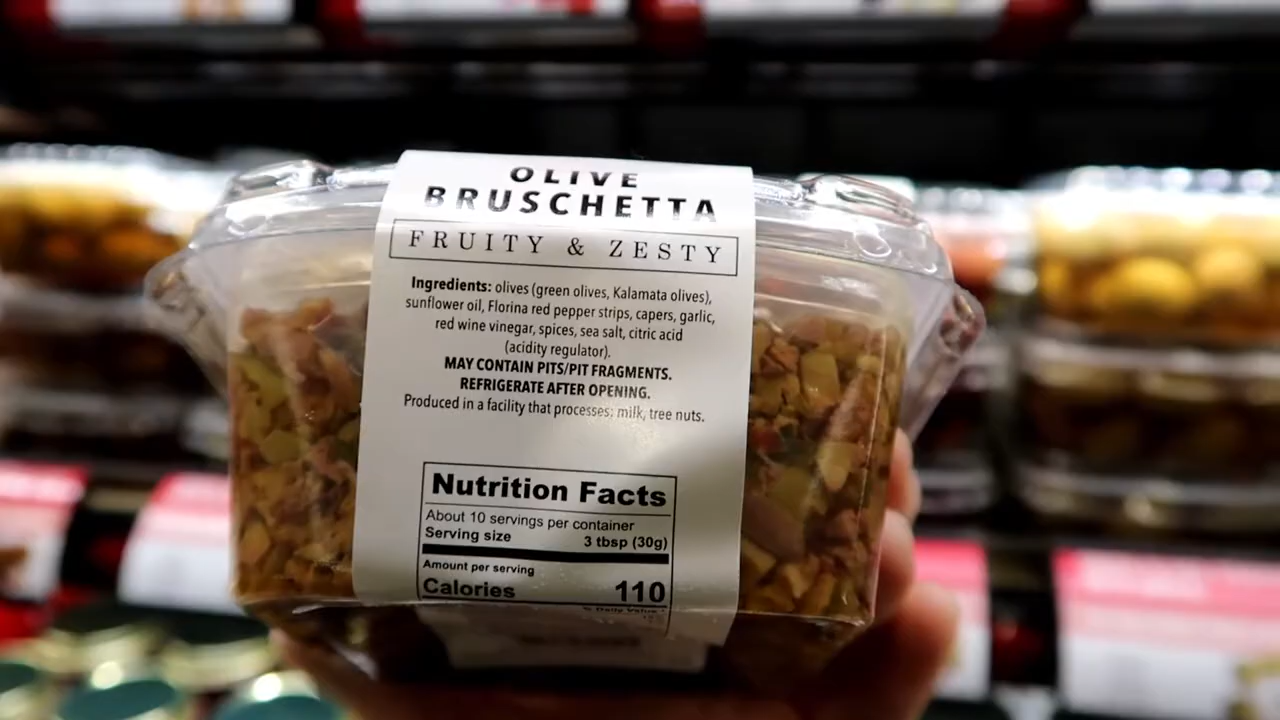 OLIVE
BRUSCHETTA
FRUITY & ZESTY
Ingredients: olives (green olives, Kalamata olives),
sunflower oil, Florina red pepper strips, capers, garlic,
red wine vinegar, spices, sea salt, citric acid
(acidity regulator).
MAY CONTAIN PITS/PIT FRAGMENTS.
REFRIGERATE AFTER OPENING.
Produced in a facility that processes: milk, tree nuts.
Nutrition Facts
About 10 servings per container
Serving size 3 tbsp (30g)
Amount per serving
Calories 110
% Daily Value *